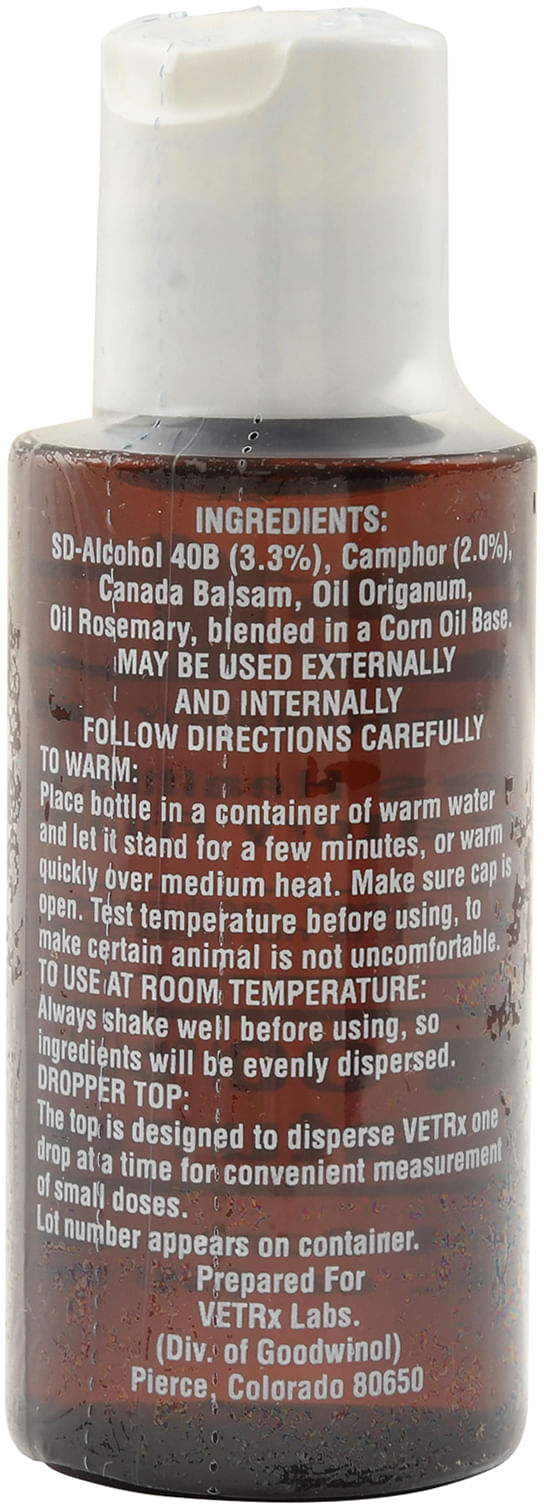 INGREDIENTS:
SD-Alcohol 40B (3.3%), Camphor (2.0%),
Canada Balsam, Oil Origanum,
Oil Rosemary, blended in a Corn Oil Base.
MAY BE USED EXTERNALLY
AND INTERNALLY
FOLLOW DIRECTIONS CAREFULLY
TO WARM:
Place bottle in a container of warm water
and let it stand for a few minutes, or warm
quickly over medium heat. Make sure cap is
open. Test temperature before using, to
make certain animal is not uncomfortable.
TO USE AT ROOM TEMPERATURE:
Always shake well before using, so
ingredients will be evenly dispersed.
DROPPER TOP:
The top is designed to disperse VETRx one
drop at a time for convenient measurement
of small doses.
Lot number appears on container.
Prepared For
VETRx Labs.
(Div. of Goodwinol)
Pierce, Colorado 80650